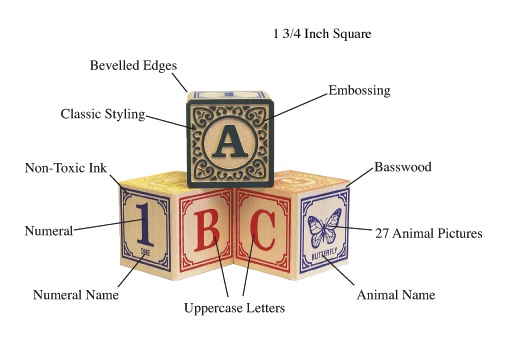 1 3/4 Inch Square
Bevelled Edges
Embossing
Classic Styling
A
Non-Toxic Ink
Basswood
1
ONE
B
C
BUTTERFLY
Numeral
27 Animal Pictures
Numeral Name
Uppercase Letters
Animal Name